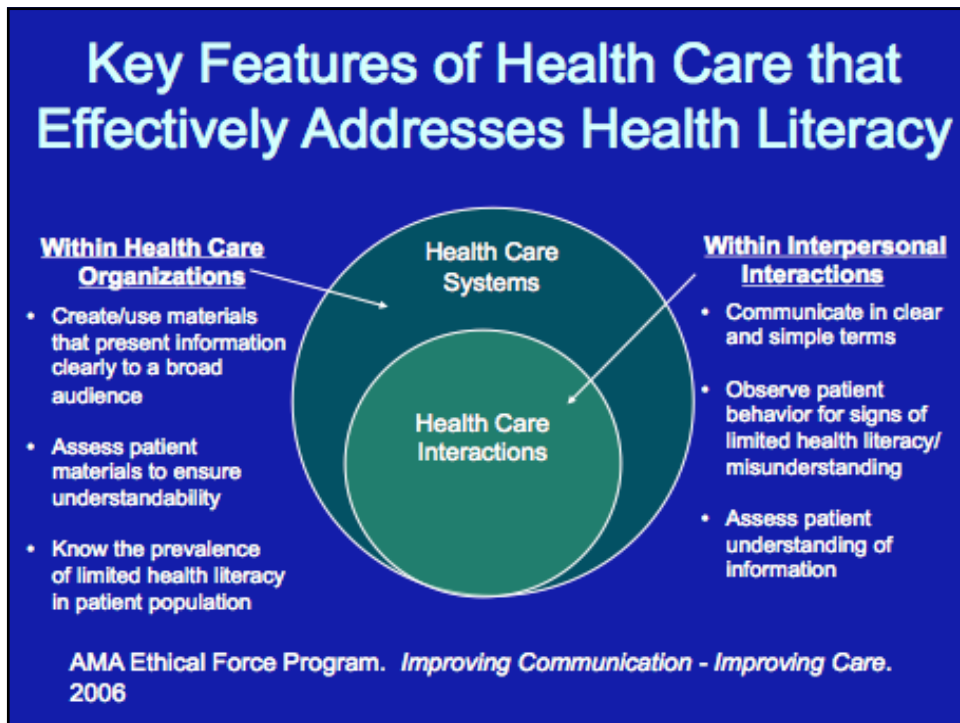 Key Features of Health Care that
Effectively Addresses Health Literacy
Within Health Care
Organizations
• Create/use materials
that present information
clearly to a broad
audience
• Assess patient
materials to ensure
understandability
• Know the prevalence
of limited health literacy
in patient population
Health Care
Systems
Health Care
Interactions
Within Interpersonal
Interactions
• Communicate in clear
and simple terms
• Observe patient
behavior for signs of
limited health literacy/
misunderstanding
• Assess patient
understanding of
information
AMA Ethical Force Program. Improving Communication - Improving Care.
2006